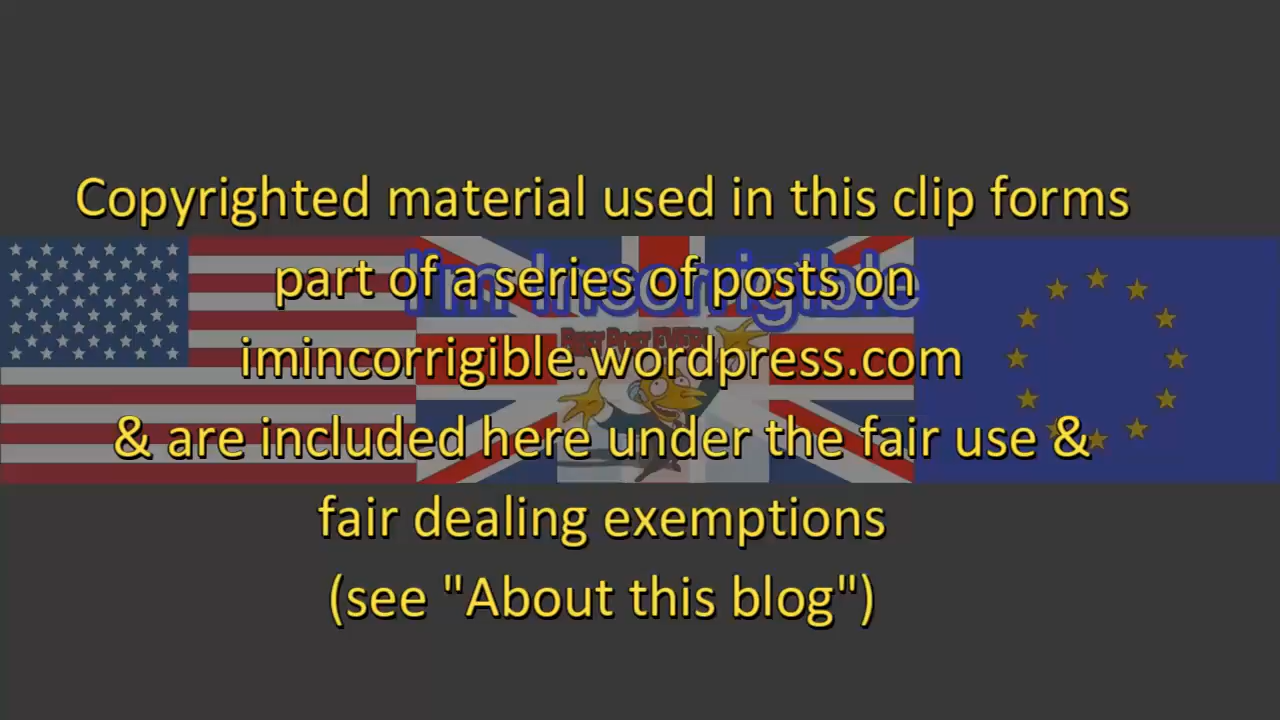 Copyrighted material used in this clip forms
part of a series of posts on
I'm Incorrigible
imincorrigible.wordpress.com
& are included here under the fair use &
fair dealing exemptions
(see "About this blog")